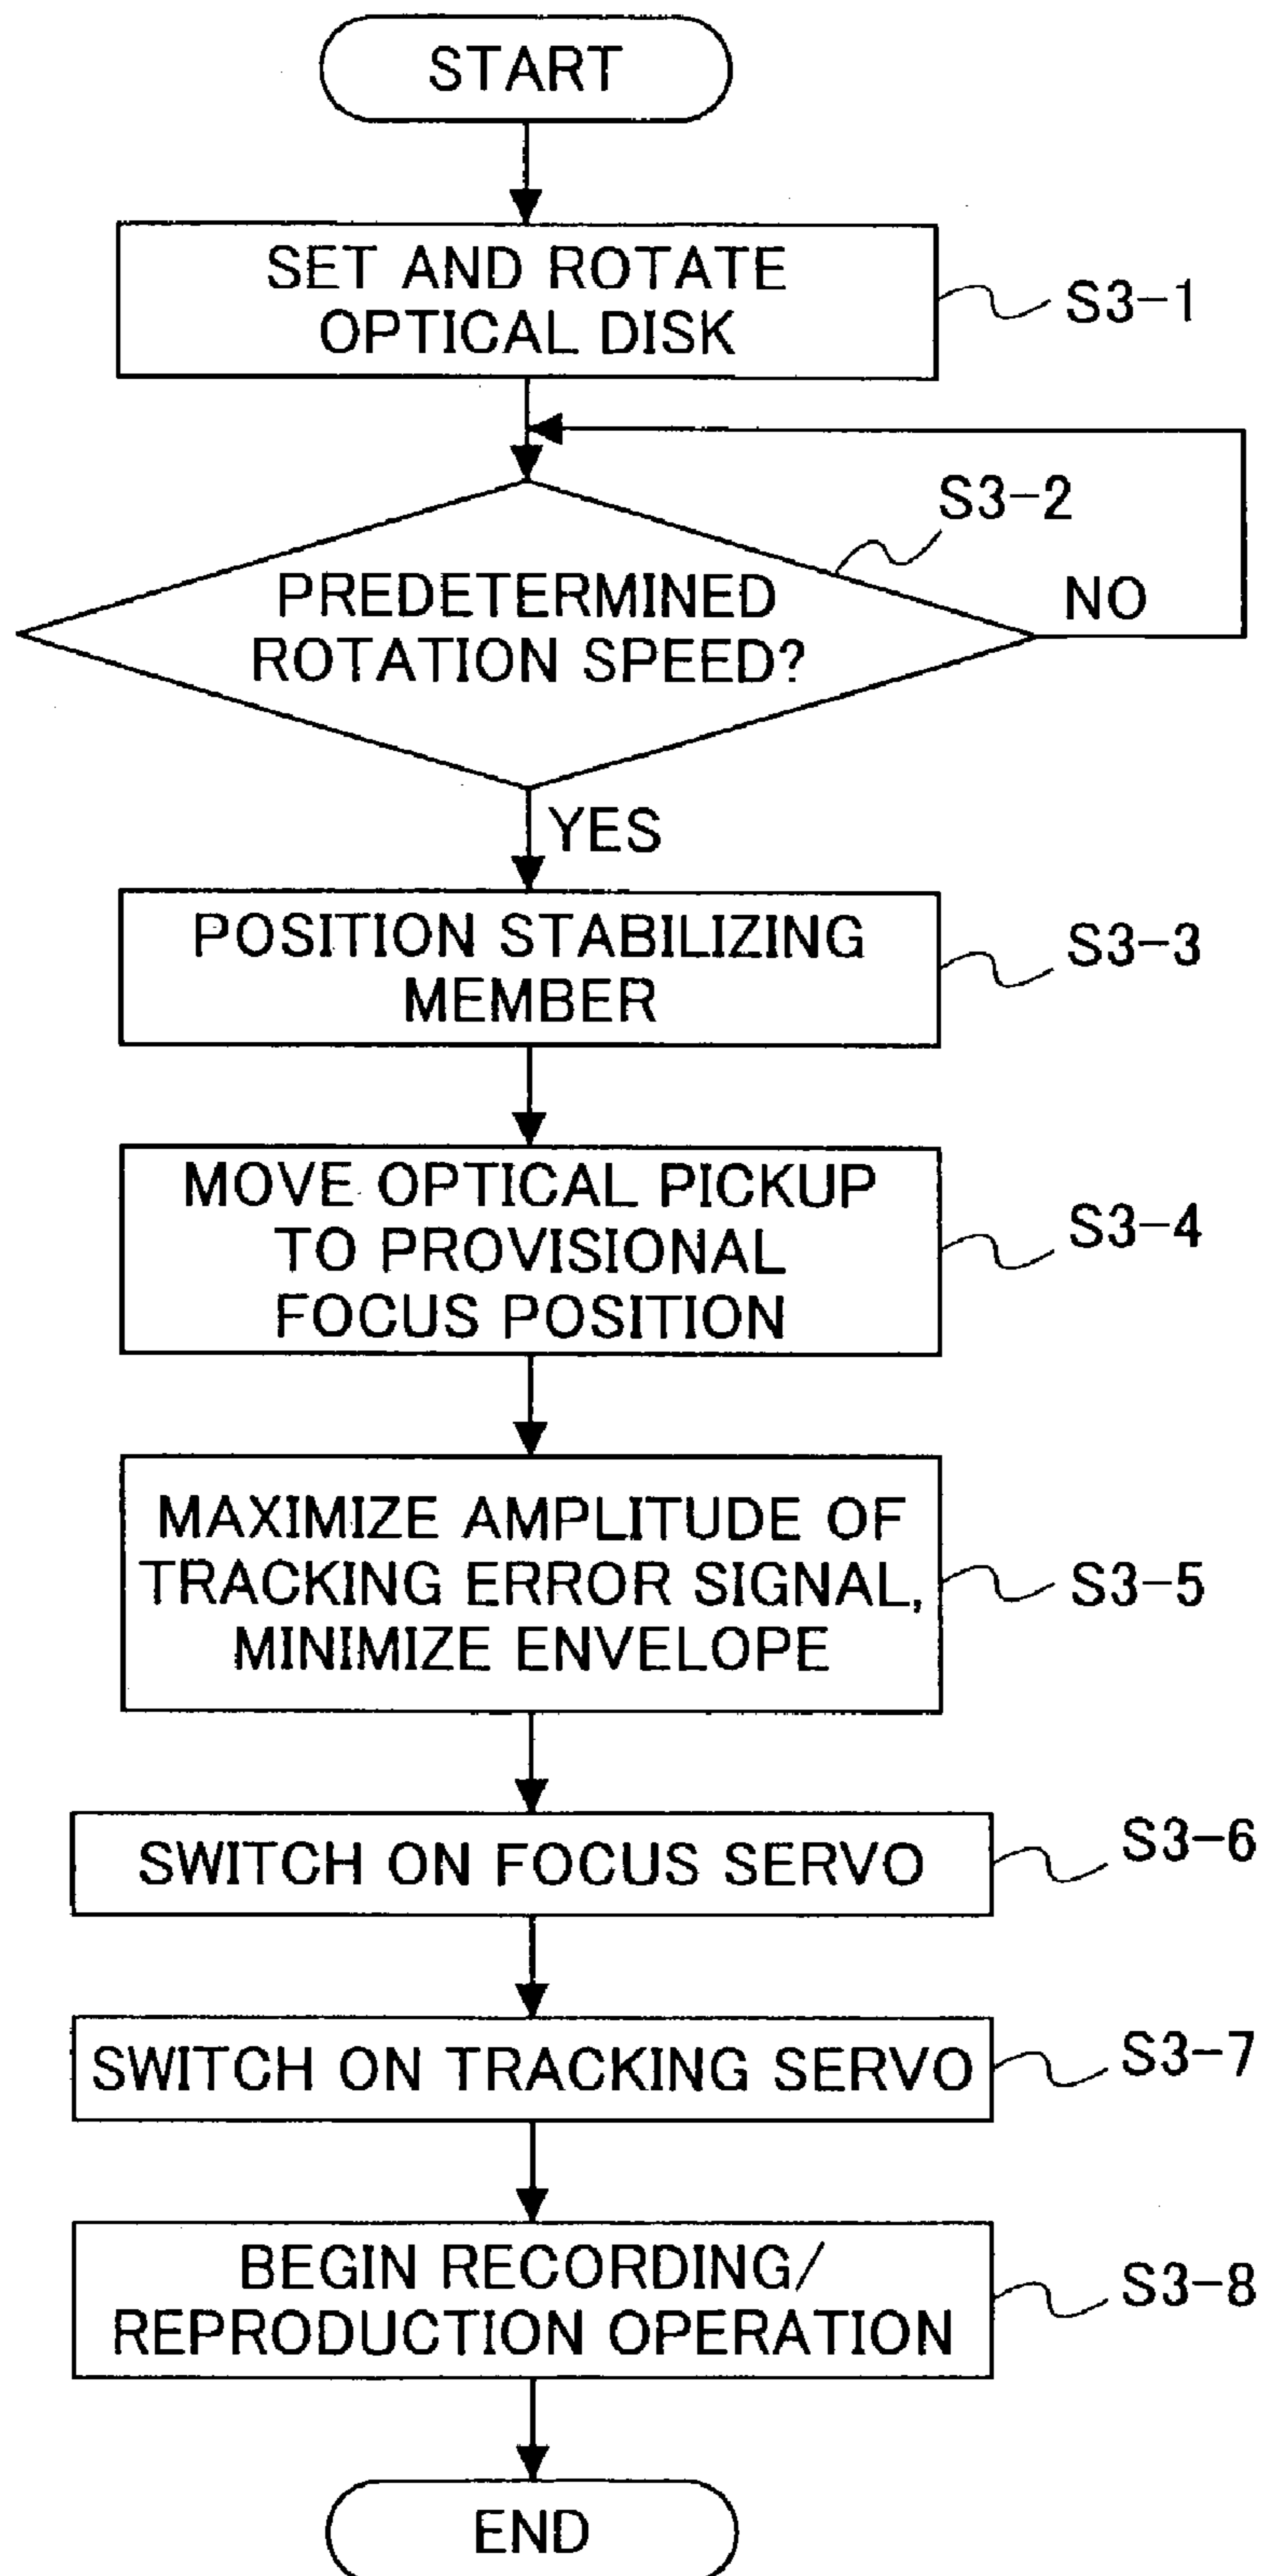 START
SET AND ROTATE
OPTICAL DISK
S3-1
S3-2
PREDETERMINED
ROTATION SPEED?
NO
YES
POSITION STABILIZING
MEMBER
S3-3
MOVE OPTICAL PICKUP
TO PROVISIONAL
FOCUS POSITION
S3-4
MAXIMIZE AMPLITUDE OF
TRACKING ERROR SIGNAL,
MINIMIZE ENVELOPE
S3-5
SWITCH ON FOCUS SERVO
S3-6
SWITCH ON TRACKING SERVO
S3-7
BEGIN RECORDING/
REPRODUCTION OPERATION
S3-8
END